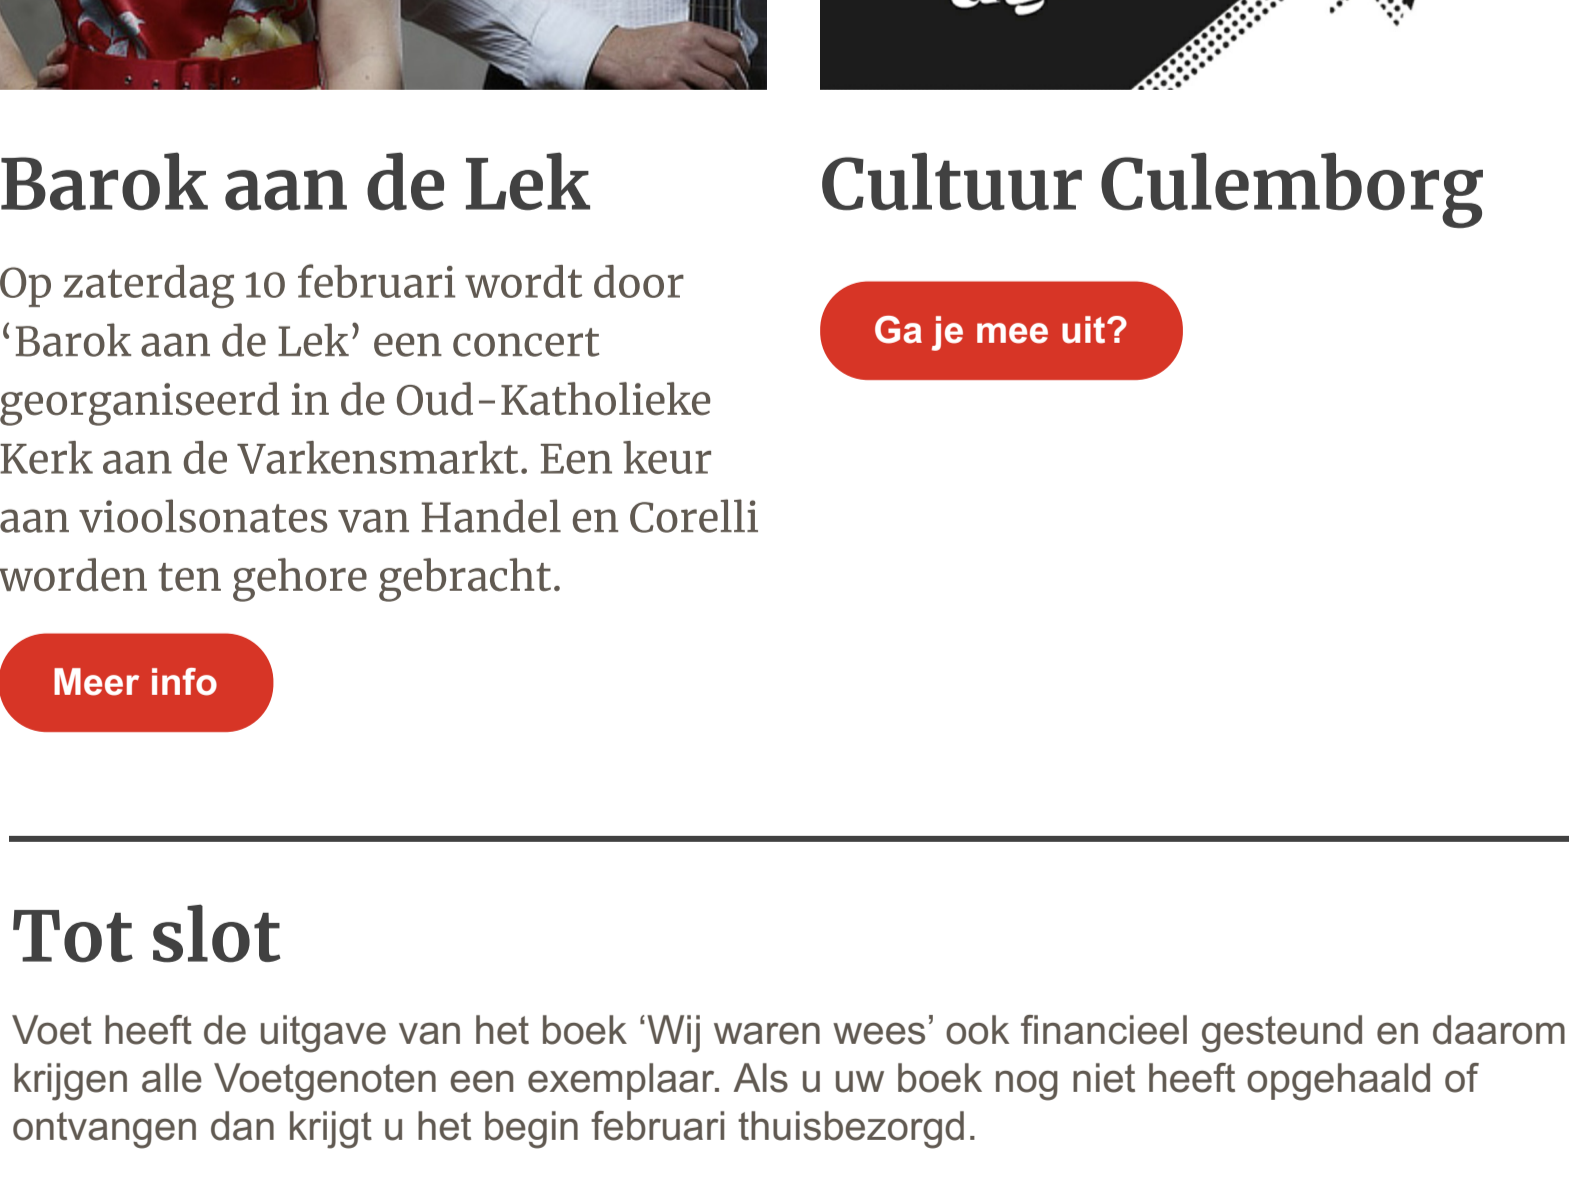 Barok aan de Lek
Op zaterdag 10 februari wordt door
‘Barok aan de Lek’ een concert
georganiseerd in de Oud-Katholieke
Kerk aan de Varkensmarkt. Een keur
aan vioolsonates van Handel en Corelli
worden ten gehore gebracht.
Meer info
Cultuur Culemborg
Ga je mee uit?
Tot slot
Voet heeft de uitgave van het boek ‘Wij waren wees’ ook financieel gesteund en daarom
krijgen alle Voetgenoten een exemplaar. Als u uw boek nog niet heeft opgehaald of
ontvangen dan krijgt u het begin februari thuisbezorgd.